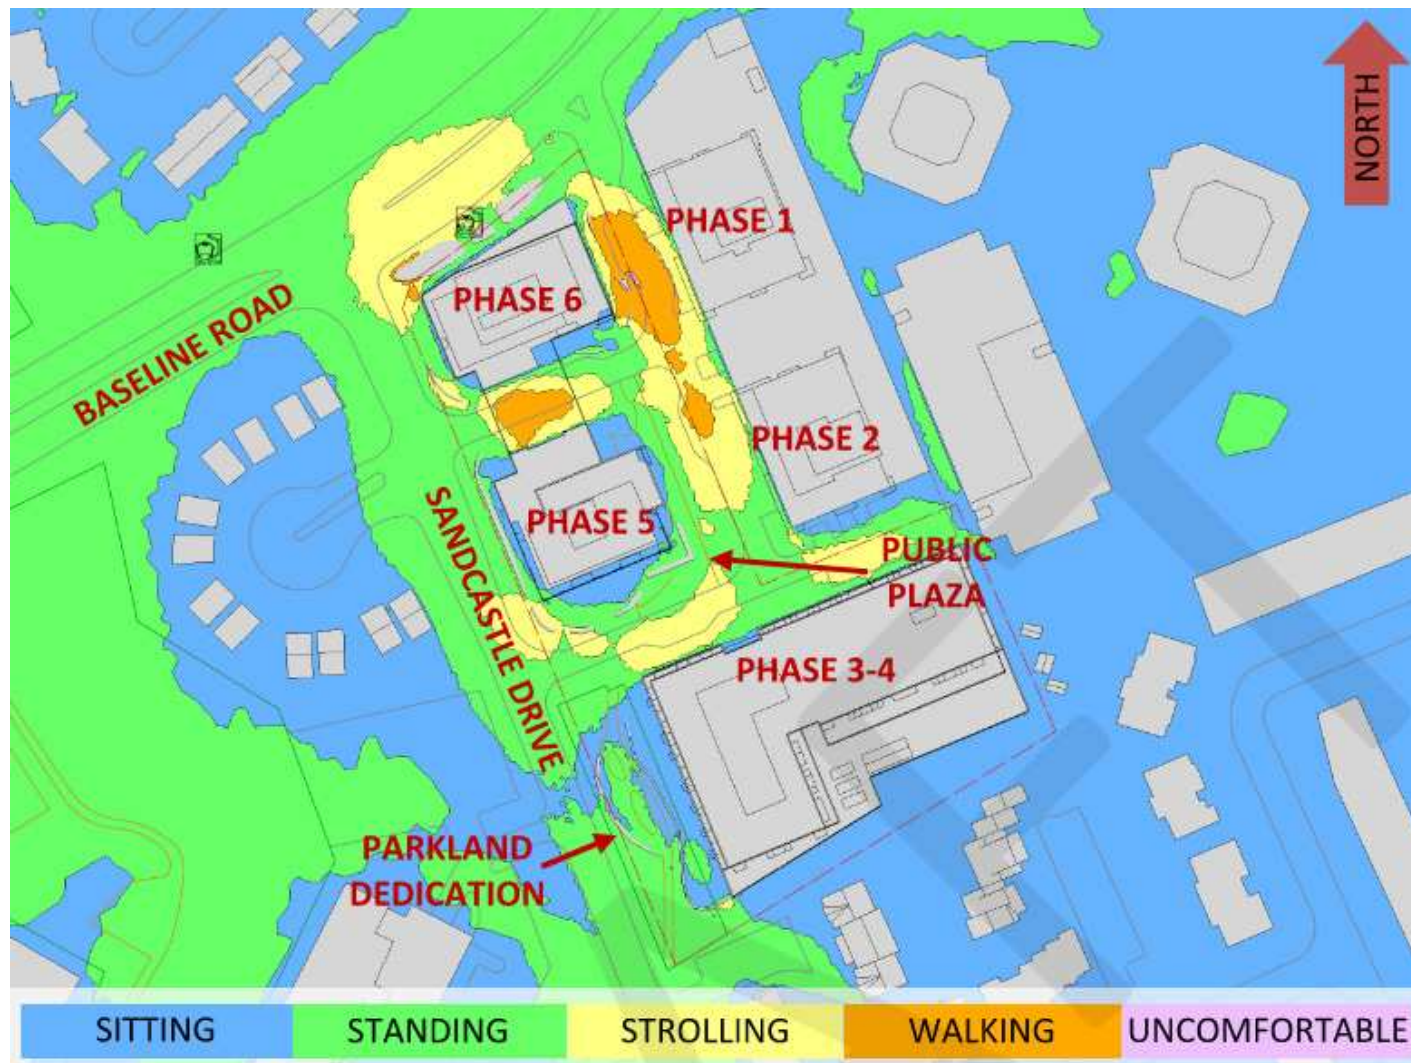 NORTH
PHASE 1
PHASE 6
BASELINE ROAD
PHASE 2
SANDCASTLE DRIVE
PHASE 5
PUBLIC
PLAZA
PHASE 3-4
PARKLAND
DEDICATION
SITTING
STANDING
STROLLING
WALKING
UNCOMFORTABLE